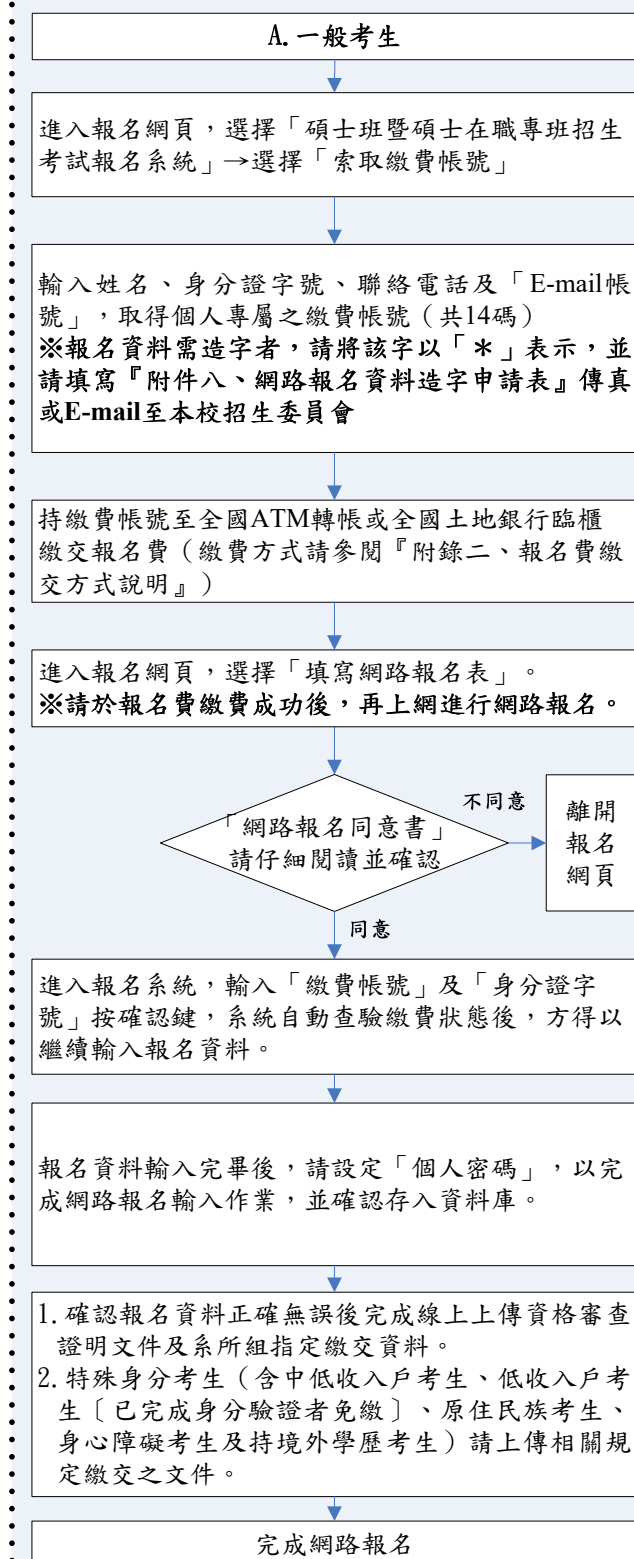 A.一般考生
進入報名網頁，選擇「碩士班暨碩士在職專班招生
考試報名系統」→選擇「索取繳費帳號」
輸入姓名、身分證字號、聯絡電話及「E-mail帳
號」，取得個人專屬之繳費帳號（共14碼）
※報名資料需造字者，請將該字以「＊」表示，並
請填寫『附件八、網路報名資料造字申請表』傳真
或E-mail至本校招生委員會
持繳費帳號至全國ATM轉帳或全國土地銀行臨櫃
繳交報名費（繳費方式請參閱『附錄二、報名費繳
交方式說明』）
進入報名網頁，選擇「填寫網路報名表」。
※請於報名費繳費成功後，再上網進行網路報名。
「網路報名同意書」
請仔細閱讀並確認
不同意
離開
報名
網頁
同意
進入報名系統，輸入「繳費帳號」及「身分證字
號」按確認鍵，系統自動查驗繳費狀態後，方得以
繼續輸入報名資料。
報名資料輸入完畢後，請設定「個人密碼」，以完
成網路報名輸入作業，並確認存入資料庫。
1.確認報名資料正確無誤後完成線上上傳資格審查
證明文件及系所組指定繳交資料。
2.特殊身分考生（含中低收入戶考生、低收入戶考
生〔已完成身分驗證者免繳〕、原住民族考生、
身心障礙考生及持境外學歷考生）請上傳相關規
定繳交之文件。
完成網路報名